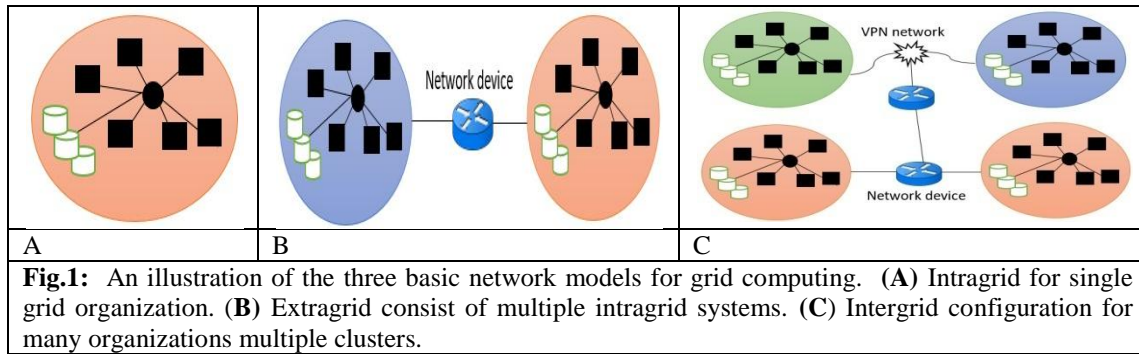 Network device
VPN network
Network device
A
B
C
Fig.1: An illustration of the three basic network models for grid computing. (A) Intragrid for single
grid organization. (B) Extragrid consist of multiple intragrid systems. (C) Intergrid configuration for
many organizations multiple clusters.